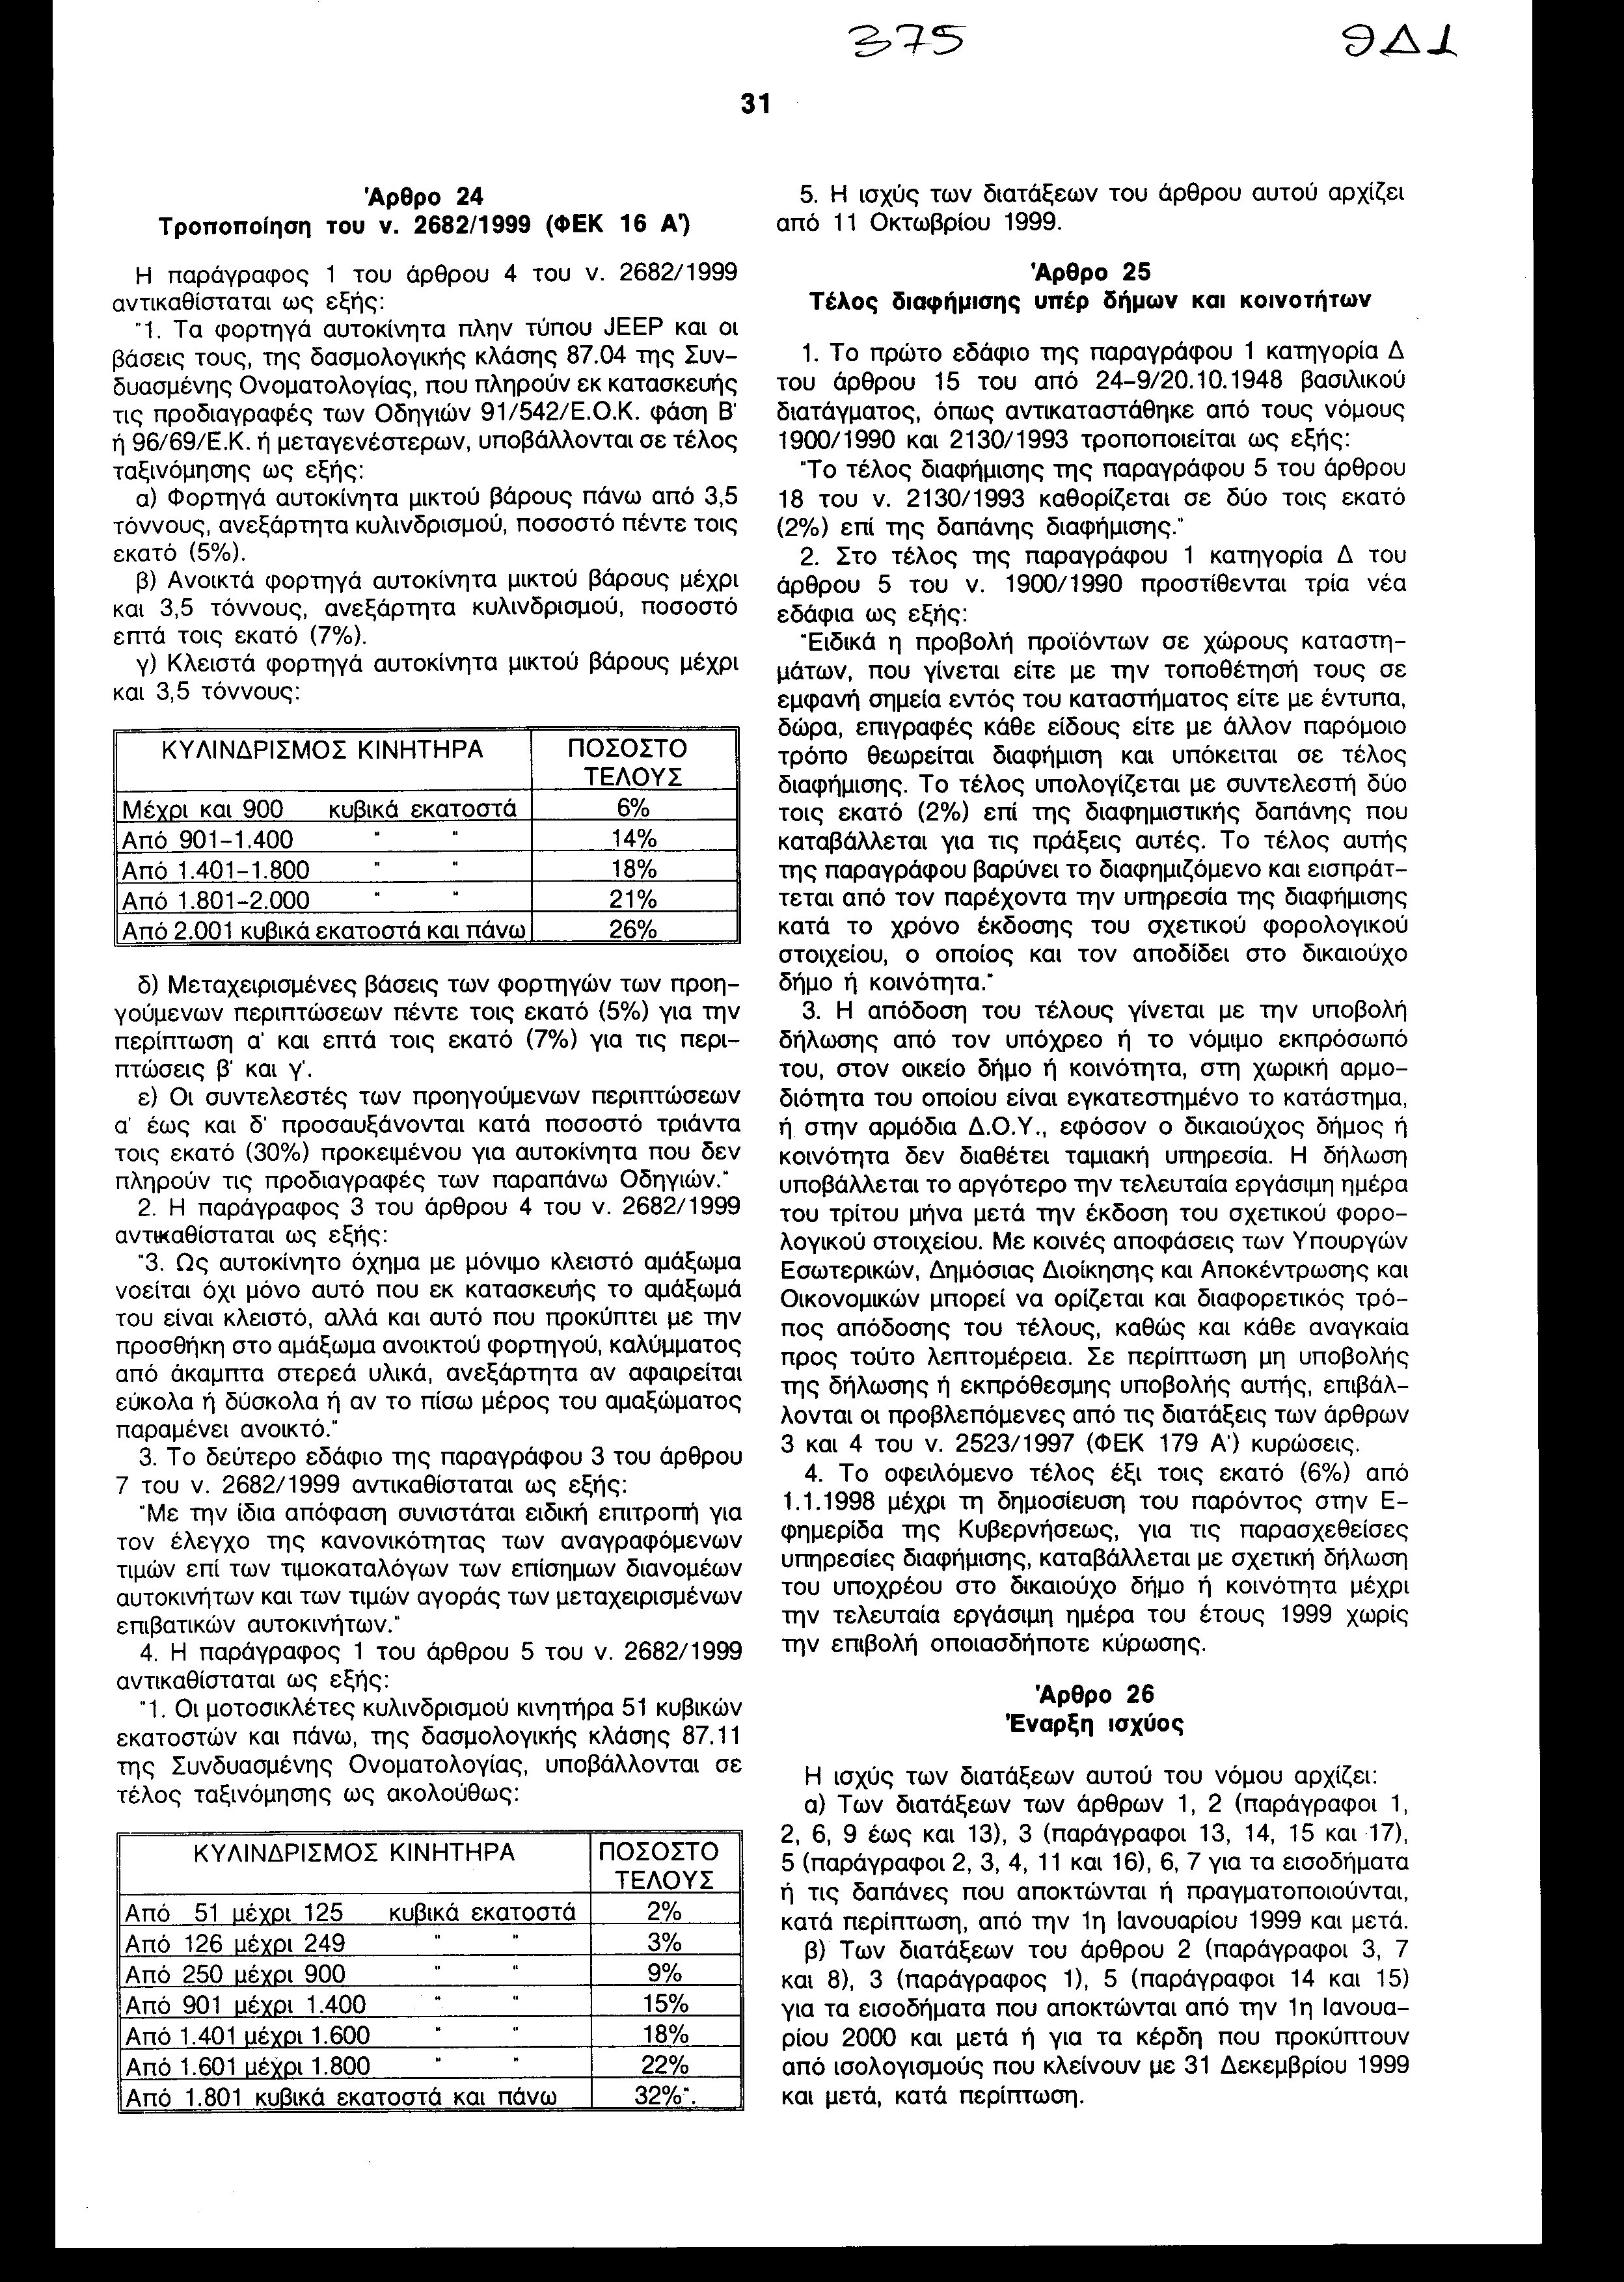 375
9Δ1
31
Άρθρο 24
Τροποποίηση του ν. 2682/1999 (ΦΕΚ 16 Α')
Η παράγραφος 1 του άρθρου 4 του ν. 2682/1999
αντικαθίσταται ως εξής:
"1. Τα φορτηγά αυτοκίνητα πλην τύπου JEEP και οι
βάσεις τους, της δασμολογικής κλάσης 87.04 της Συν-
δυασμένης Ονοματολογίας, που πληρούν εκ κατασκευής
τις προδιαγραφές των Οδηγιών 91/542/Ε.Ο.Κ. φάση Β'
ή 96/69/Ε.Κ. ή μεταγενέστερων, υποβάλλονται σε τέλος
ταξινόμησης ως εξής:
α) Φορτηγά αυτοκίνητα μικτού βάρους πάνω από 3,5
τόννους, ανεξάρτητα κυλινδρισμού, ποσοστό πέντε τοις
εκατό (5%).
β) Ανοικτά φορτηγά αυτοκίνητα μικτού βάρους μέχρι
και 3,5 τόννους, ανεξάρτητα κυλινδρισμού, ποσοστό
επτά τοις εκατό (7%).
γ) Κλειστά φορτηγά αυτοκίνητα μικτού βάρους μέχρι
και 3,5 τόννους:
ΚΥΛΙΝΔΡΙΣΜΟΣ ΚΙΝΗΤΗΡΑ ΠΟΣΟΣΤΟ
ΤΕΛΟΥΣ
Μέχρι και 900 κυβικά εκατοστά 6%
Από 901-1.400 " " 14%
Από 1.401-1.800 " " 18%
Από 1.801-2.000 " " 21%
Από 2.001 κυβικά εκατοστά και πάνω 26%
δ) Μεταχειρισμένες βάσεις των φορτηγών των προη-
γούμενων περιπτώσεων πέντε τοις εκατό (5%) για την
περίπτωση α' και επτά τοις εκατό (7%) για τις περι-
πτώσεις β' και γ'.
ε) Οι συντελεστές των προηγούμενων περιπτώσεων
α' έως και δ' προσαυξάνονται κατά ποσοστό τριάντα
τοις εκατό (30%) προκειμένου για αυτοκίνητα που δεν
πληρούν τις προδιαγραφές των παραπάνω Οδηγιών."
2. Η παράγραφος 3 του άρθρου 4 του ν. 2682/1999
αντικαθίσταται ως εξής:
"3. Ως αυτοκίνητο όχημα με μόνιμο κλειστό αμάξωμα
νοείται όχι μόνο αυτό που εκ κατασκευής το αμάξωμά
του είναι κλειστό, αλλά και αυτό που προκύπτει με την
προσθήκη στο αμάξωμα ανοικτού φορτηγού, καλύμματος
από άκαμπτα στερεά υλικά, ανεξάρτητα αν αφαιρείται
εύκολα ή δύσκολα ή αν το πίσω μέρος του αμαξώματος
παραμένει ανοικτό."
3. Το δεύτερο εδάφιο της παραγράφου 3 του άρθρου
7 του ν. 2682/1999 αντικαθίσταται ως εξής:
"Με την ίδια απόφαση συνιστάται ειδική επιτροπή για
τον έλεγχο της κανονικότητας των αναγραφόμενων
τιμών επί των τιμοκαταλόγων των επίσημων διανομέων
αυτοκινήτων και των τιμών αγοράς των μεταχειρισμένων
επιβατικών αυτοκινήτων."
4. Η παράγραφος 1 του άρθρου 5 του ν. 2682/1999
αντικαθίσταται ως εξής:
"1. Οι μοτοσικλέτες κυλινδρισμού κινητήρα 51 κυβικών
εκατοστών και πάνω, της δασμολογικής κλάσης 87.11
της Συνδυασμένης Ονοματολογίας, υποβάλλονται σε
τέλος ταξινόμησης ως ακολούθως:
ΚΥΛΙΝΔΡΙΣΜΟΣ ΚΙΝΗΤΗΡΑ ΠΟΣΟΣΤΟ
ΤΕΛΟΥΣ
Από 51 μέχρι 125 κυβικά εκατοστά 2%
Από 126 μέχρι 249 " " 3%
Από 250 μέχρι 900 " " 9%
Από 901 μέχρι 1.400 " " 15%
Από 1.401 μέχρι 1.600 " " 18%
Από 1.601 μέχρι 1.800 " " 22%
Από 1.801 κυβικά εκατοστά και πάνω 32%".
5. Η ισχύς των διατάξεων του άρθρου αυτού αρχίζει
από 11 Οκτωβρίου 1999.
Άρθρο 25
Τέλος διαφήμισης υπέρ δήμων και κοινοτήτων
1. Το πρώτο εδάφιο της παραγράφου 1 κατηγορία Δ
του άρθρου 15 του από 24-9/20.10.1948 βασιλικού
διατάγματος, όπως αντικαταστάθηκε από τους νόμους
1900/1990 και 2130/1993 τροποποιείται ως εξής:
"Το τέλος διαφήμισης της παραγράφου 5 του άρθρου
18 του ν. 2130/1993 καθορίζεται σε δύο τοις εκατό
(2%) επί της δαπάνης διαφήμισης."
2. Στο τέλος της παραγράφου 1 κατηγορία Δ του
άρθρου 5 του ν. 1900/1990 προστίθενται τρία νέα
εδάφια ως εξής:
"Ειδικά η προβολή προϊόντων σε χώρους καταστη-
μάτων, που γίνεται είτε με την τοποθέτησή τους σε
εμφανή σημεία εντός του καταστήματος είτε με έντυπα,
δώρα, επιγραφές κάθε είδους είτε με άλλον παρόμοιο
τρόπο θεωρείται διαφήμιση και υπόκειται σε τέλος
διαφήμισης. Το τέλος υπολογίζεται με συντελεστή δύο
τοις εκατό (2%) επί της διαφημιστικής δαπάνης που
καταβάλλεται για τις πράξεις αυτές. Το τέλος αυτής
της παραγράφου βαρύνει το διαφημιζόμενο και εισπράτ-
τεται από τον παρέχοντα την υπηρεσία της διαφήμισης
κατά το χρόνο έκδοσης του σχετικού φορολογικού
στοιχείου, ο οποίος και τον αποδίδει στο δικαιούχο
δήμο ή κοινότητα."
3. Η απόδοση του τέλους γίνεται με την υποβολή
δήλωσης από τον υπόχρεο ή το νόμιμο εκπρόσωπό
του, στον οικείο δήμο ή κοινότητα, στη χωρική αρμο-
διότητα του οποίου είναι εγκατεστημένο το κατάστημα,
ή στην αρμόδια Δ.Ο.Υ., εφόσον ο δικαιούχος δήμος ή
κοινότητα δεν διαθέτει ταμιακή υπηρεσία. Η δήλωση
υποβάλλεται το αργότερο την τελευταία εργάσιμη ημέρα
του τρίτου μήνα μετά την έκδοση του σχετικού φορο-
λογικού στοιχείου. Με κοινές αποφάσεις των Υπουργών
Εσωτερικών, Δημόσιας Διοίκησης και Αποκέντρωσης και
Οικονομικών μπορεί να ορίζεται και διαφορετικός τρό-
πος απόδοσης του τέλους, καθώς και κάθε αναγκαία
προς τούτο λεπτομέρεια. Σε περίπτωση μη υποβολής
της δήλωσης ή εκπρόθεσμης υποβολής αυτής, επιβάλ-
λονται οι προβλεπόμενες από τις διατάξεις των άρθρων
3 και 4 του ν. 2523/1997 (ΦΕΚ 179 Α') κυρώσεις.
4. Το οφειλόμενο τέλος έξι τοις εκατό (6%) από
1.1.1998 μέχρι τη δημοσίευση του παρόντος στην Ε-
φημερίδα της Κυβερνήσεως, για τις παρασχεθείσες
υπηρεσίες διαφήμισης, καταβάλλεται με σχετική δήλωση
του υποχρέου στο δικαιούχο δήμο ή κοινότητα μέχρι
την τελευταία εργάσιμη ημέρα του έτους 1999 χωρίς
την επιβολή οποιασδήποτε κύρωσης.
Άρθρο 26
Έναρξη ισχύος
Η ισχύς των διατάξεων αυτού του νόμου αρχίζει:
α) Των διατάξεων των άρθρων 1, 2 (παράγραφοι 1,
2, 6, 9 έως και 13), 3 (παράγραφοι 13, 14, 15 και 17),
5 (παράγραφοι 2, 3, 4, 11 και 16), 6, 7 για τα εισοδήματα
ή τις δαπάνες που αποκτώνται ή πραγματοποιούνται,
κατά περίπτωση, από την 1η Ιανουαρίου 1999 και μετά.
β) Των διατάξεων του άρθρου 2 (παράγραφοι 3, 7
και 8), 3 (παράγραφος 1), 5 (παράγραφοι 14 και 15)
για τα εισοδήματα που αποκτώνται από την 1η Ιανουα-
ρίου 2000 και μετά ή για τα κέρδη που προκύπτουν
από ισολογισμούς που κλείνουν με 31 Δεκεμβρίου 1999
και μετά, κατά περίπτωση.